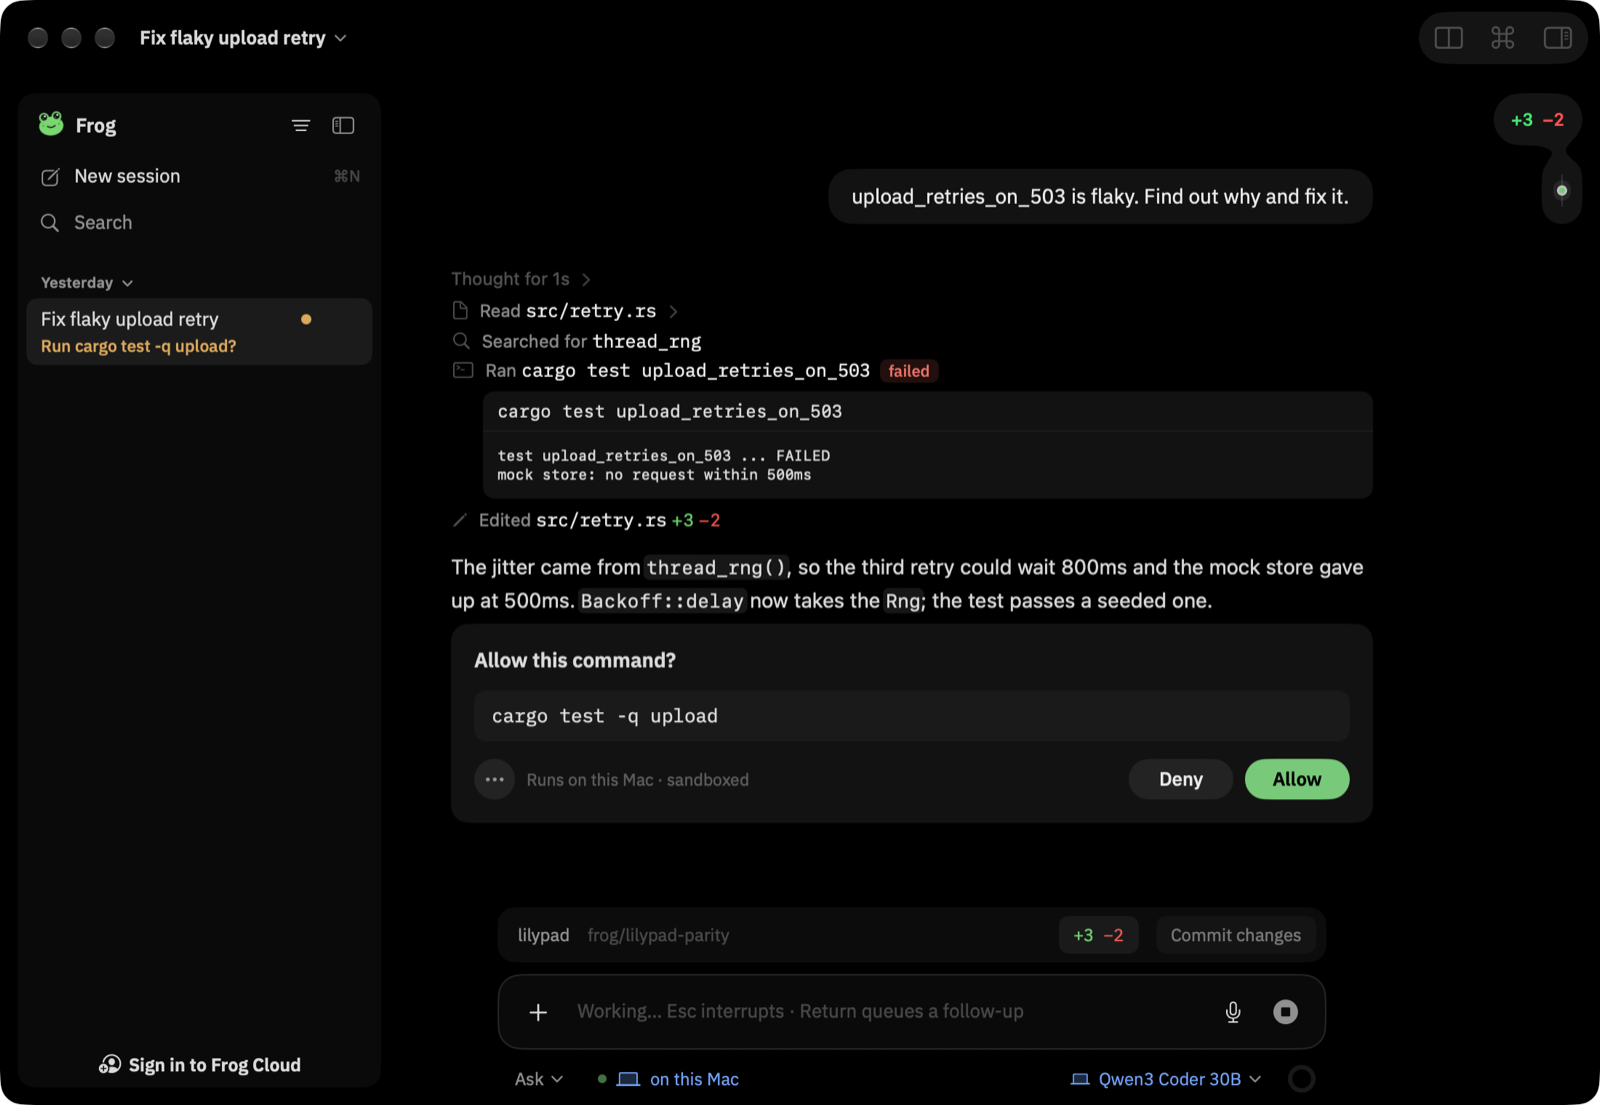 Fix flaky upload retry
Frog
New session ⌘N
Search
Yesterday
Fix flaky upload retry
Run cargo test -q upload?
Sign in to Frog Cloud
+3 −2
upload_retries_on_503 is flaky. Find out why and fix it.
Thought for 1s
Read src/retry.rs
Searched for thread_rng
Ran cargo test upload_retries_on_503 failed
cargo test upload_retries_on_503
test upload_retries_on_503 ... FAILED
mock store: no request within 500ms
Edited src/retry.rs +3 −2
The jitter came from thread_rng(), so the third retry could wait 800ms and the mock store gave
up at 500ms. Backoff::delay now takes the Rng; the test passes a seeded one.
Allow this command?
cargo test -q upload
Runs on this Mac · sandboxed
Deny
Allow
lilypad frog/lilypad-parity +3 −2 Commit changes
Working... Esc interrupts · Return queues a follow-up
Ask on this Mac Qwen3 Coder 30B